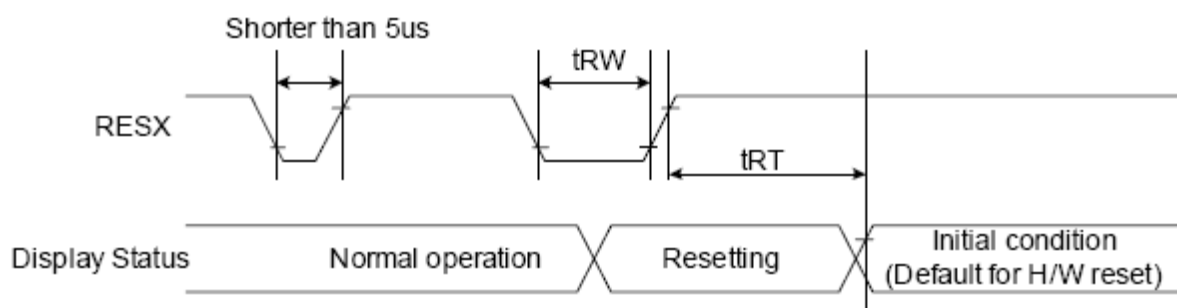 Shorter than 5us
tRW
RESX
tRT
Display Status
Normal operation
Resetting
Initial condition
(Default for H/W reset)